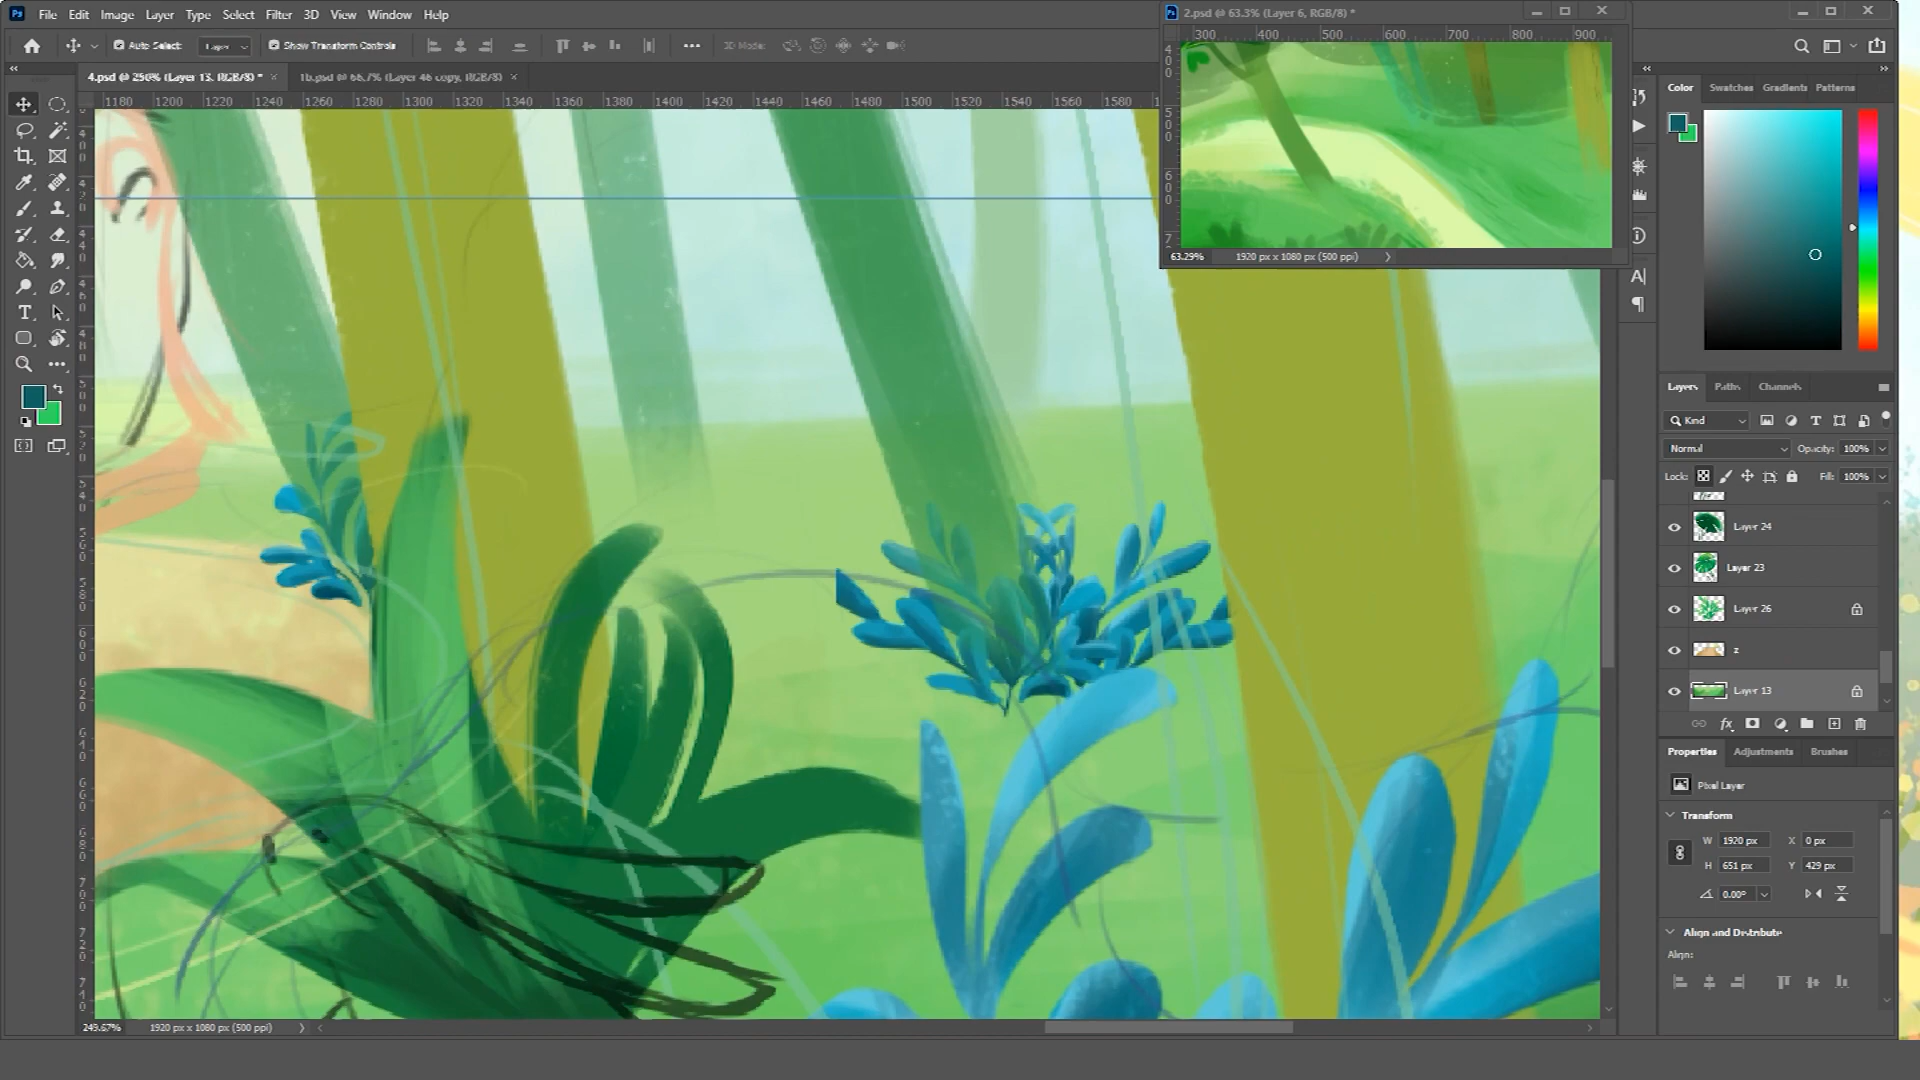 File Edit Image Layer Type Select Filter 3D View Window Help
2.psd @ 63.3% (Layer 6, RGB/8) *
Auto-Select: Layer Show Transform Controls 3D Mode:
4.psd @ 250% (Layer 13, RGB/8) * × 1b.psd @ 66.7% (Layer 46 copy, RGB/8) ×
1180 1200 1220 1240 1260 1280 1300 1320 1340 1360 1380 1400 1420 1440 1460 1480 1500 1520 1540 1560 1580
300 400 500 600 700 800 900
63.29% 1920 px x 1080 px (500 ppi)
Color Swatches Gradients Patterns
Layers Paths Channels
Kind
Normal Opacity: 100%
Lock: Fill: 100%
Layer 24
Layer 23
Layer 26
z
Layer 13
Properties Adjustments Brushes
Pixel Layer
Transform
W 1920 px X 0 px
H 651 px Y 429 px
0.00°
Align and Distribute
Align:
249.67% 1920 px x 1080 px (500 ppi)